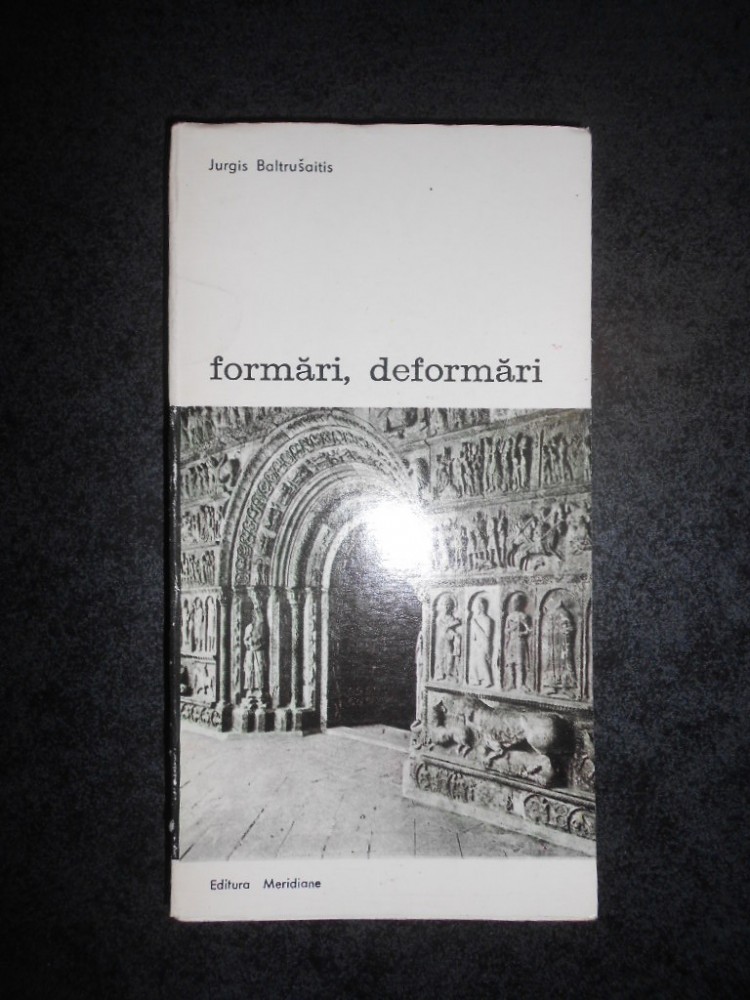 Jurgis Baltrušaitis
formări, deformări
Editura Meridiane